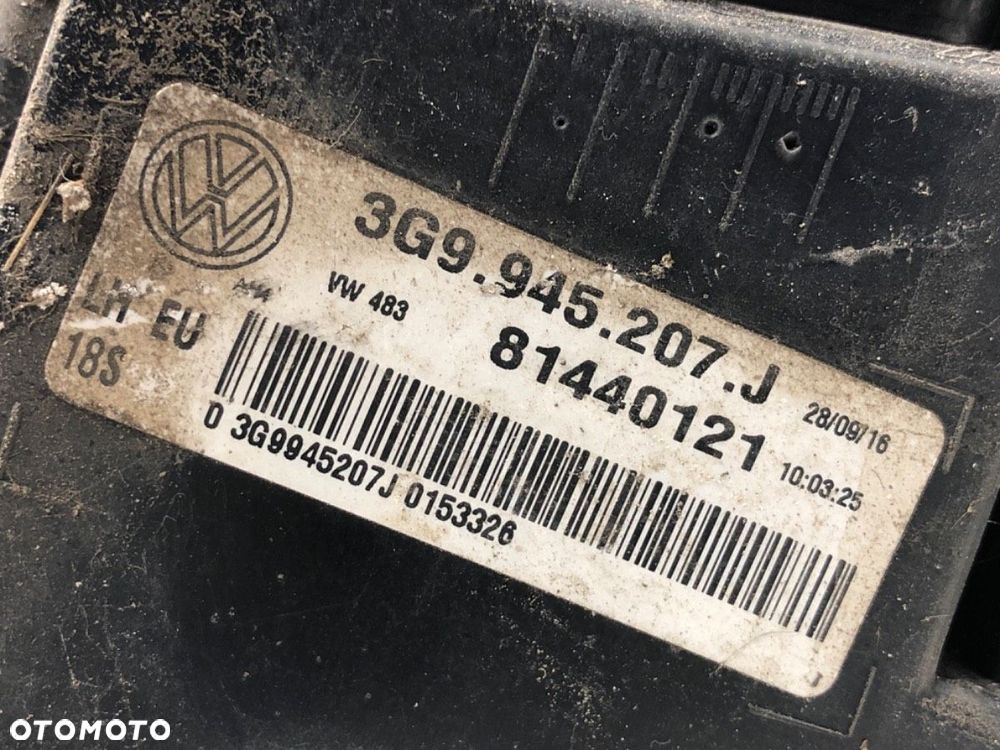 3G9.945.207.J
VW 483
81440121
28/09/16
10:03:25
LH EU
18S
0 3G9945207J 0153326
OTOMOTO